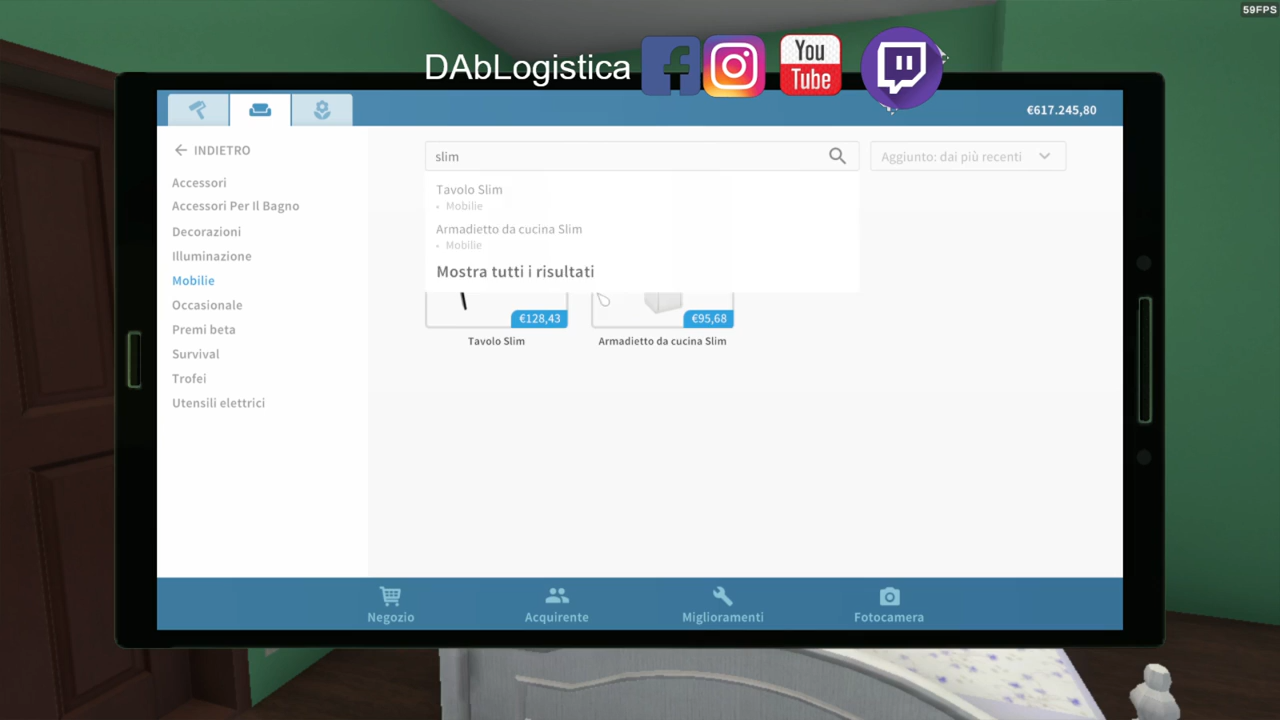 59FPS
DAbLogistica
You
Tube
€617.245,80
INDIETRO
slim
Aggiunto: dai più recenti
Accessori
Accessori Per Il Bagno
Decorazioni
Illuminazione
Mobilie
Occasionale
Premi beta
Survival
Trofei
Utensili elettrici
Tavolo Slim
Mobilie
Armadietto da cucina Slim
Mobilie
Mostra tutti i risultati
€128,43
€95,68
Tavolo Slim
Armadietto da cucina Slim
Negozio
Acquirente
Miglioramenti
Fotocamera